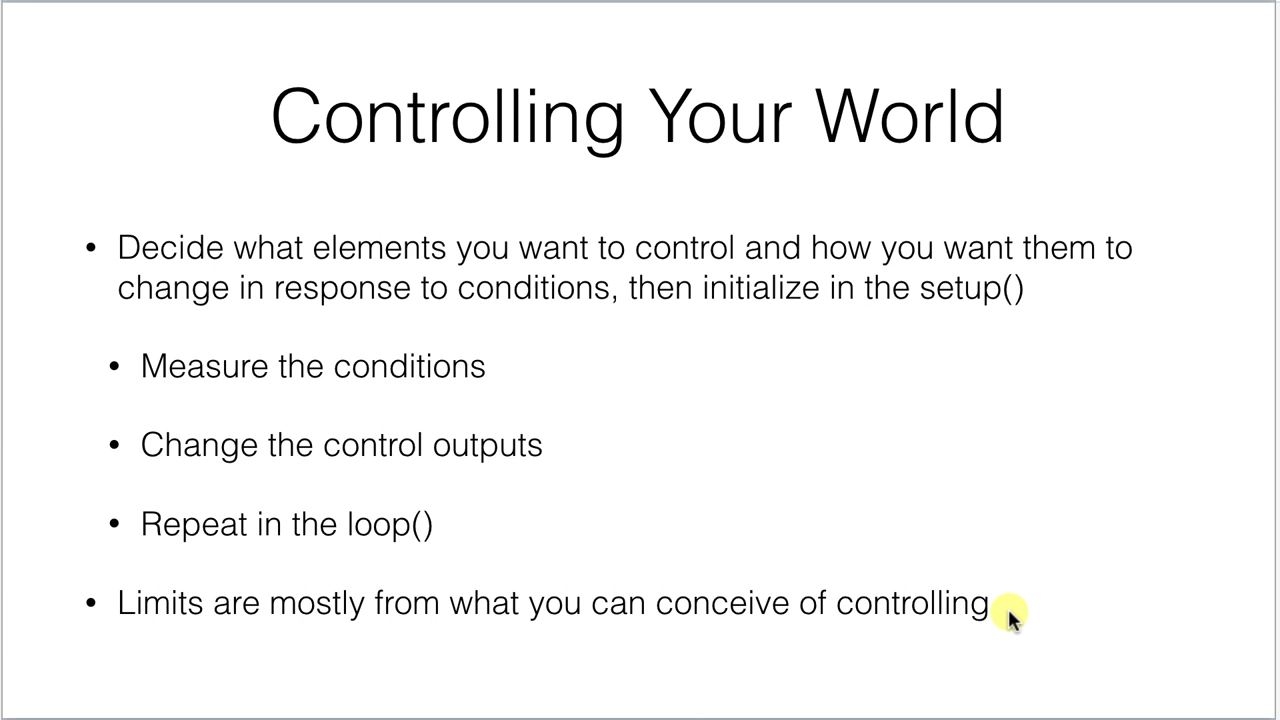 Controlling Your World
• Decide what elements you want to control and how you want them to
change in response to conditions, then initialize in the setup()
• Measure the conditions
• Change the control outputs
• Repeat in the loop()
• Limits are mostly from what you can conceive of controlling